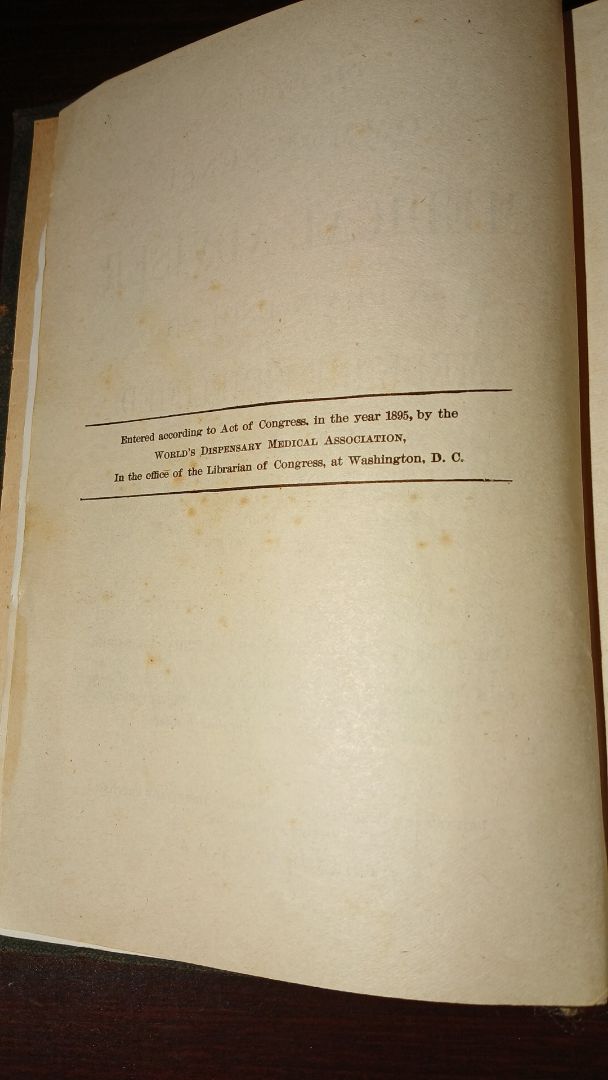 Entered according to Act of Congress, in the year 1895, by the
WORLD'S DISPENSARY MEDICAL ASSOCIATION,
In the office of the Librarian of Congress, at Washington, D. C.